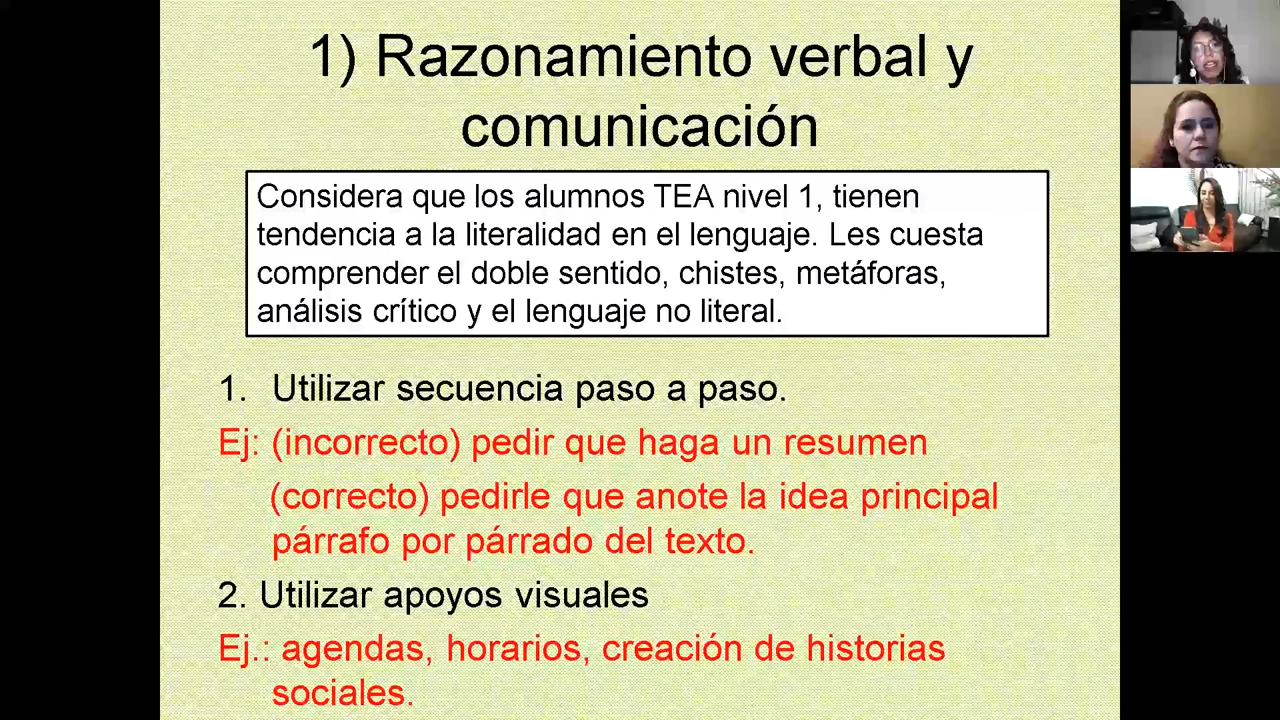 1) Razonamiento verbal y
comunicación
Considera que los alumnos TEA nivel 1, tienen
tendencia a la literalidad en el lenguaje. Les cuesta
comprender el doble sentido, chistes, metáforas,
análisis crítico y el lenguaje no literal.
1. Utilizar secuencia paso a paso.
Ej: (incorrecto) pedir que haga un resumen
(correcto) pedirle que anote la idea principal
párrafo por párrado del texto.
2. Utilizar apoyos visuales
Ej.: agendas, horarios, creación de historias
sociales.